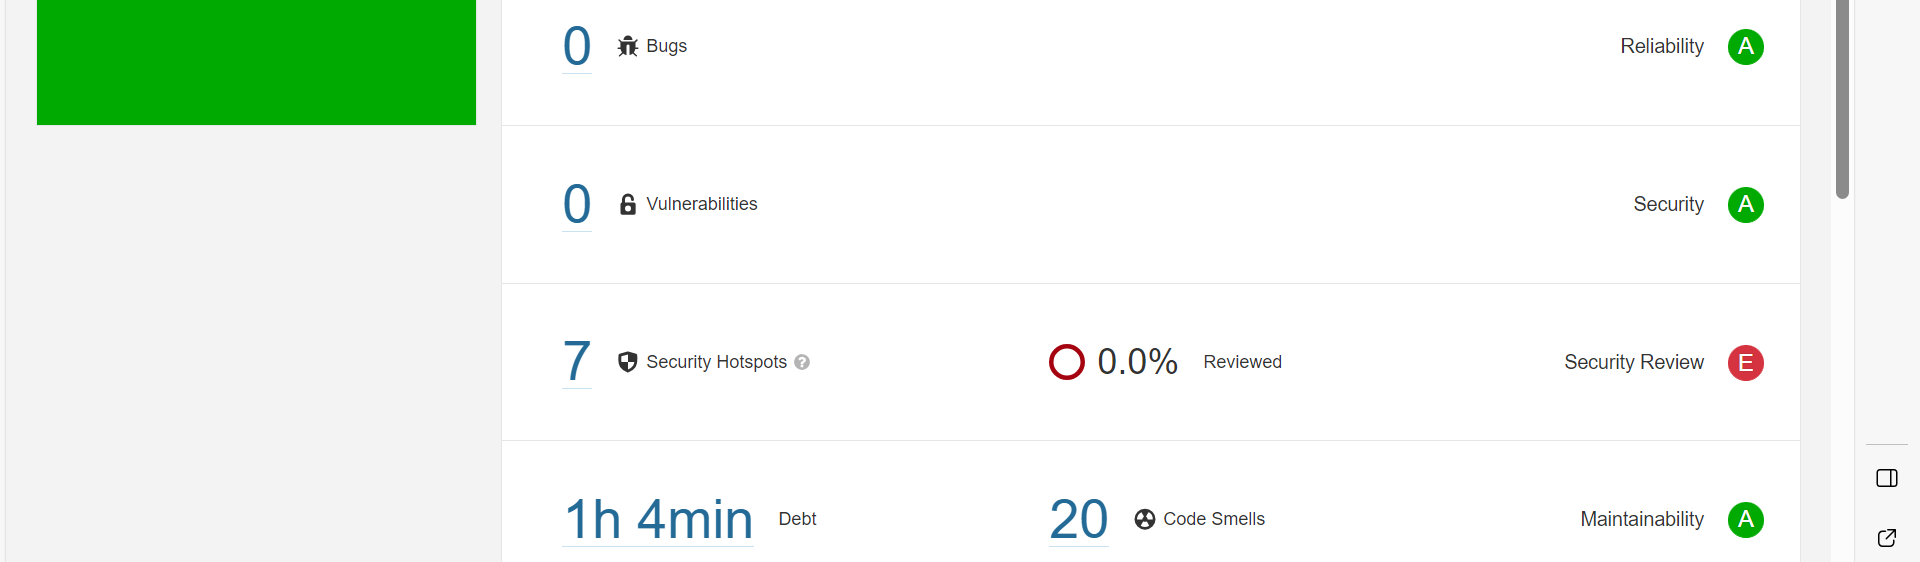 0 Bugs Reliability A
0 Vulnerabilities Security A
7 Security Hotspots ? 0.0% Reviewed Security Review E
1h 4min Debt 20 Code Smells Maintainability A